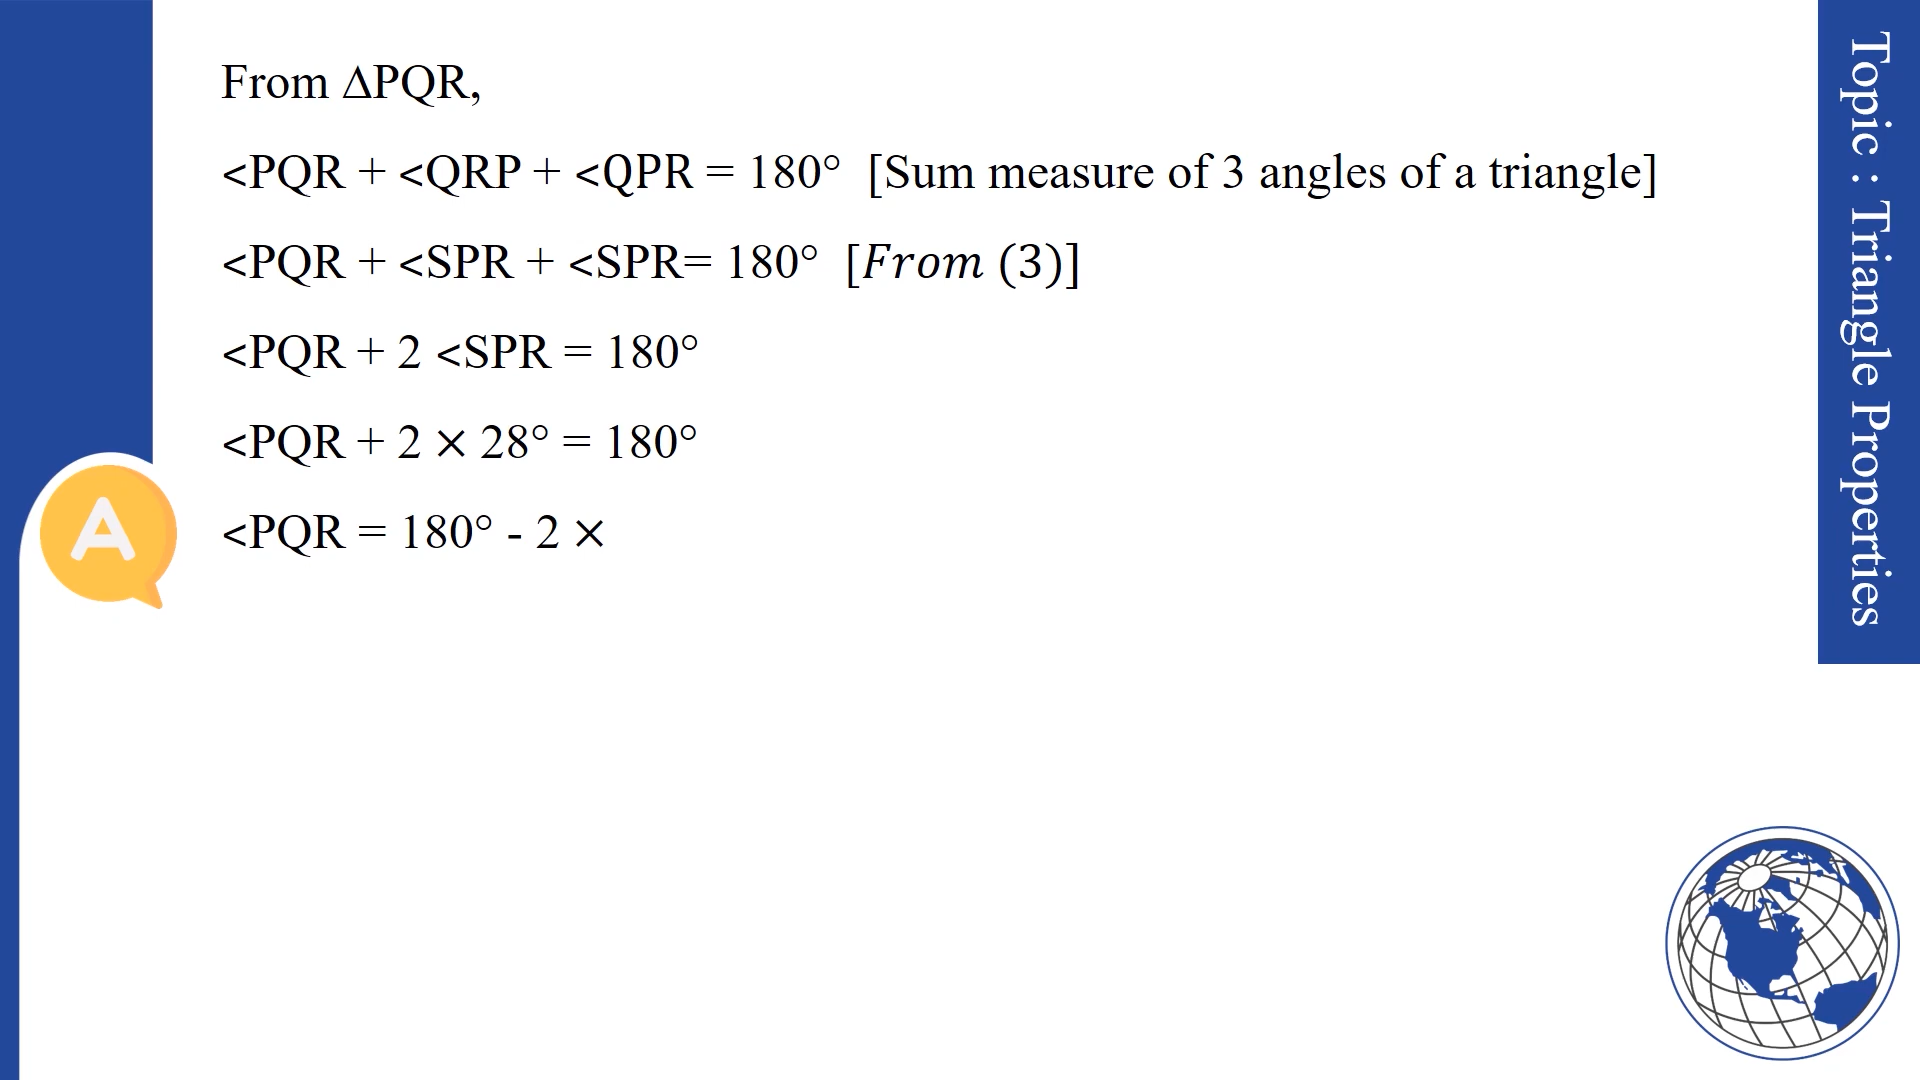 From ∆PQR,
<PQR + <QRP + <QPR = 180° [Sum measure of 3 angles of a triangle]
<PQR + <SPR + <SPR= 180° [From (3)]
<PQR + 2 <SPR = 180°
<PQR + 2 × 28° = 180°
<PQR = 180° - 2 ×
A
Topic : Triangle Properties